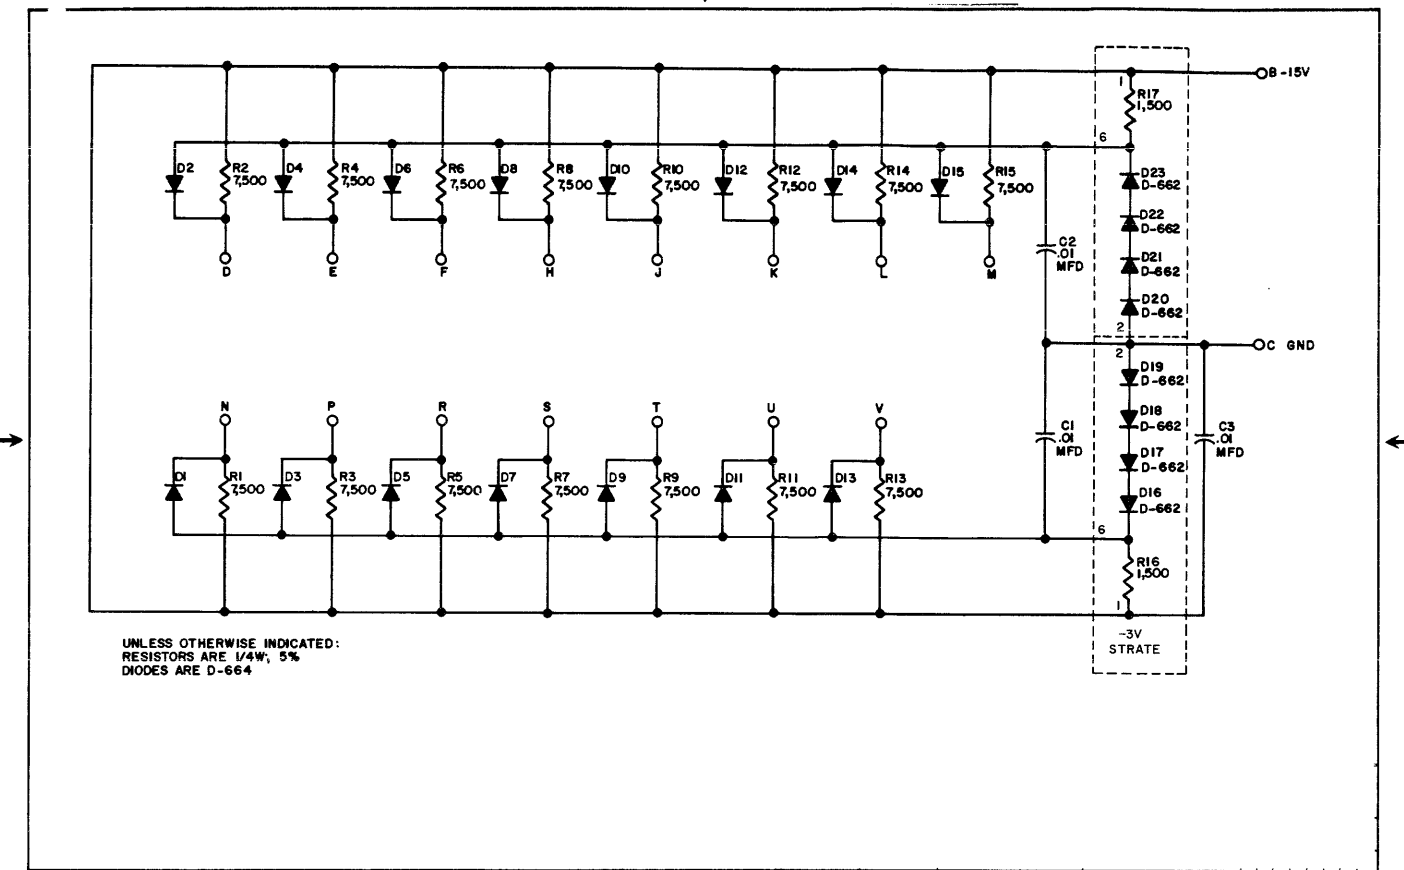 B -15V
1
R17
1,500
6
D2
R2
7,500
D4
R4
7,500
D6
R6
7,500
D8
R8
7,500
D10
R10
7,500
D12
R12
7,500
D14
R14
7,500
D15
R15
7,500
D23
D-662
D22
D-662
D21
D-662
D20
D-662
C2
.01
MFD
D
E
F
H
J
K
L
M
2
C GND
2
D19
D-662
D18
D-662
D17
D-662
D16
D-662
C1
.01
MFD
C3
.01
MFD
N
P
R
S
T
U
V
D1
R1
7,500
D3
R3
7,500
D5
R5
7,500
D7
R7
7,500
D9
R9
7,500
D11
R11
7,500
D13
R13
7,500
6
R16
1,500
1
-3V
STRATE
UNLESS OTHERWISE INDICATED:
RESISTORS ARE 1/4W, 5%
DIODES ARE D-664